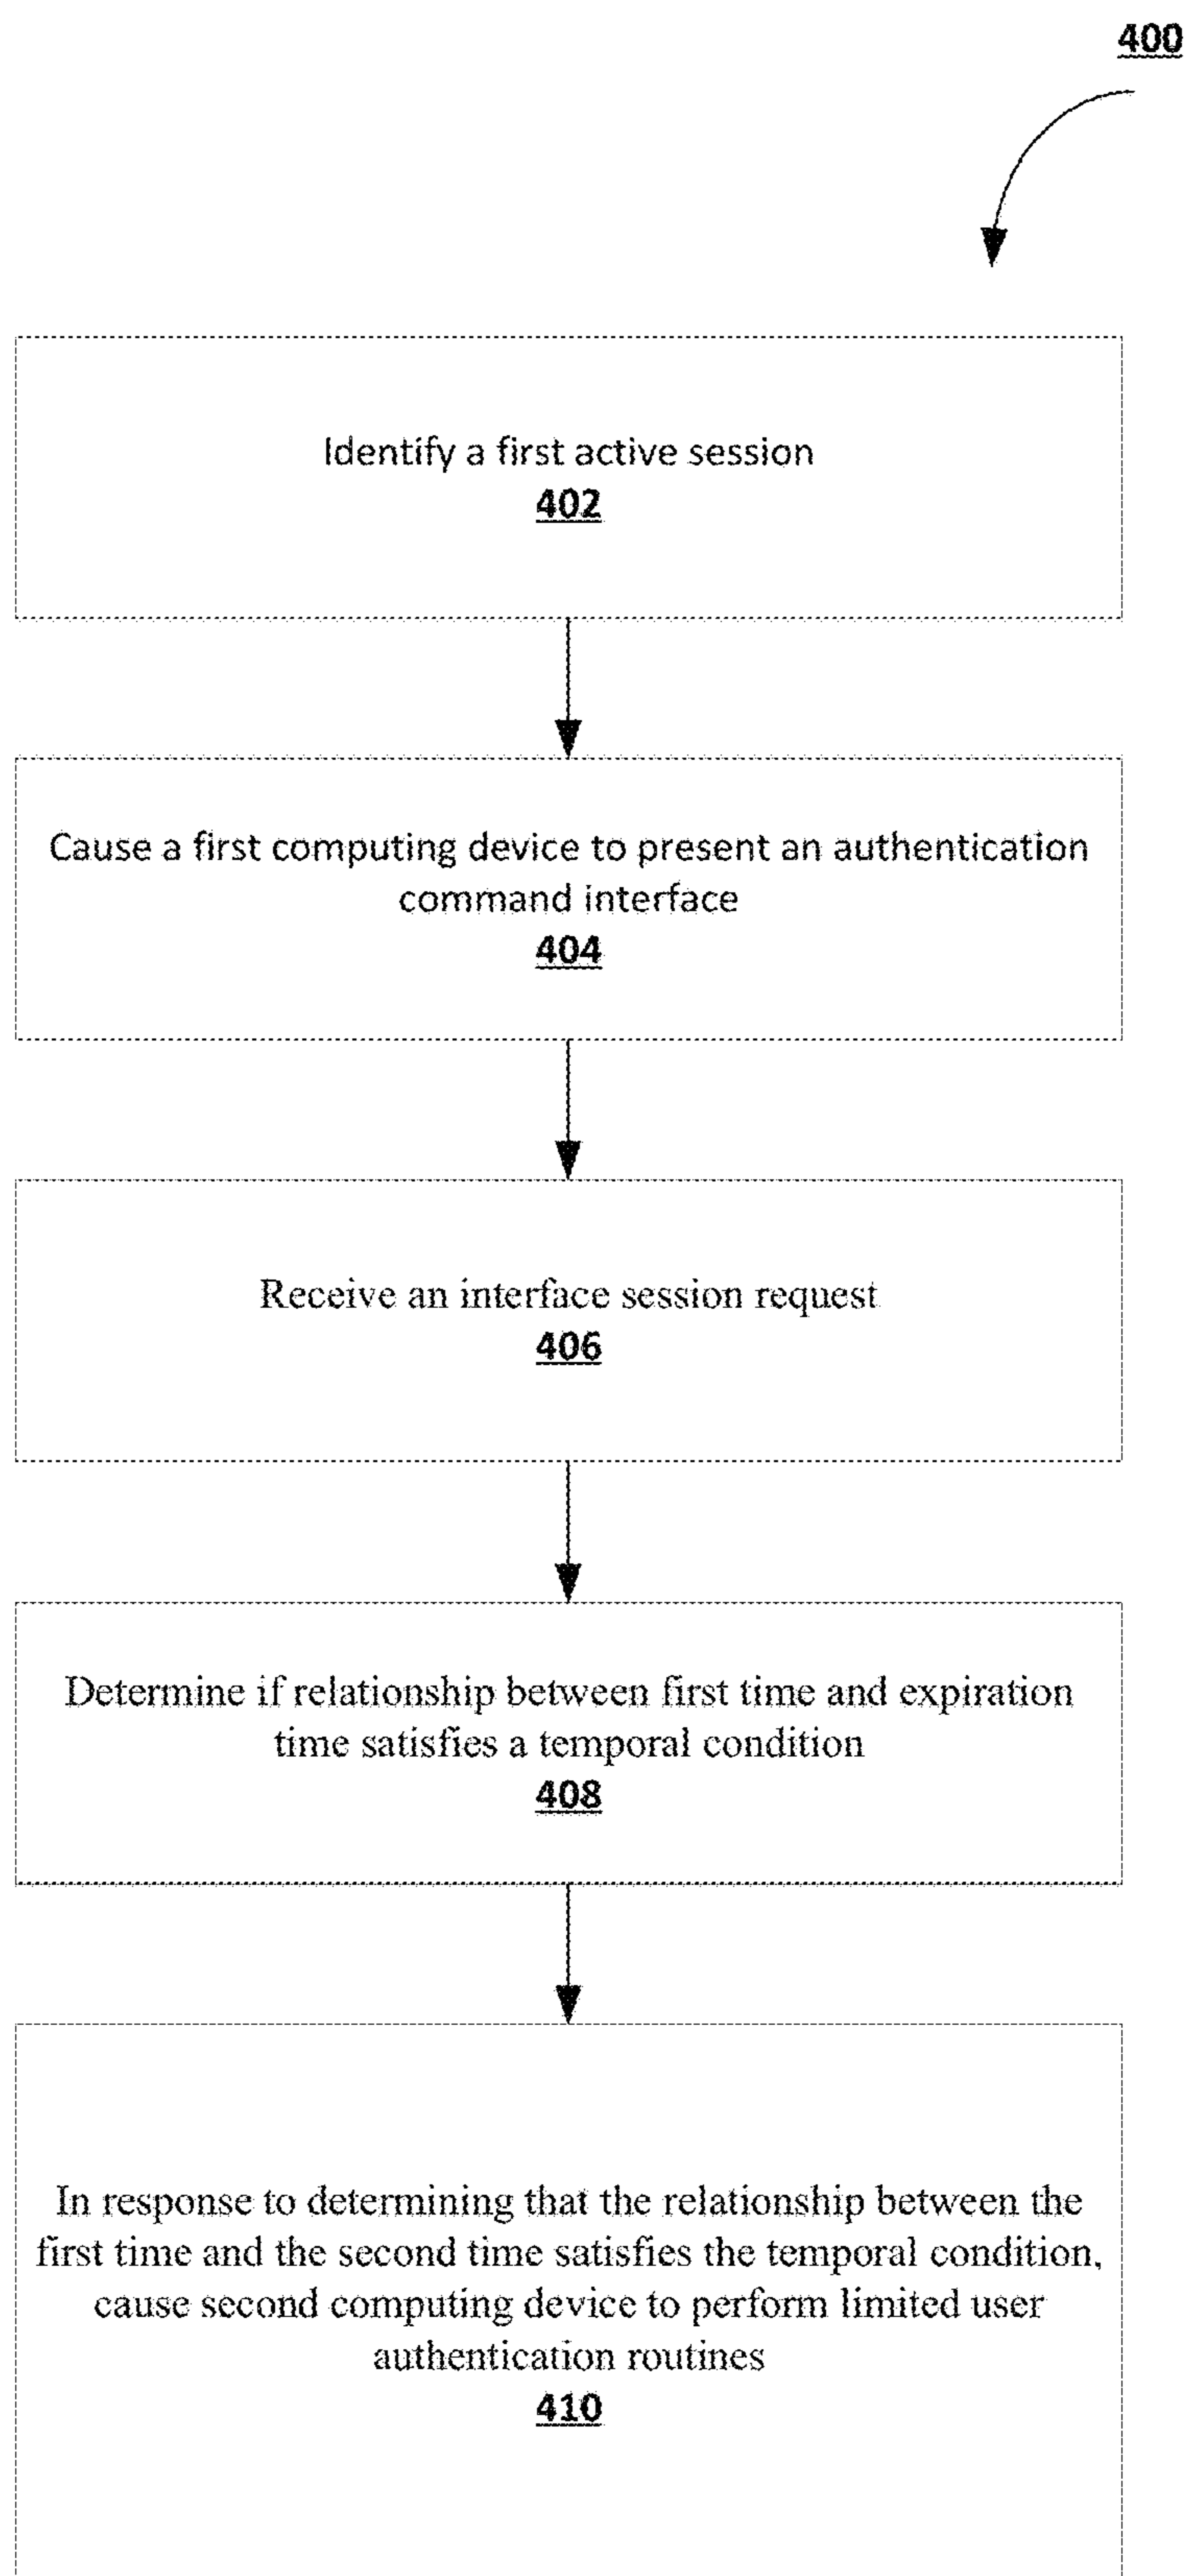 400
Identify a first active session
402
Cause a first computing device to present an authentication
command interface
404
Receive an interface session request
406
Determine if relationship between first time and expiration
time satisfies a temporal condition
408
In response to determining that the relationship between the
first time and the second time satisfies the temporal condition,
cause second computing device to perform limited user
authentication routines
410